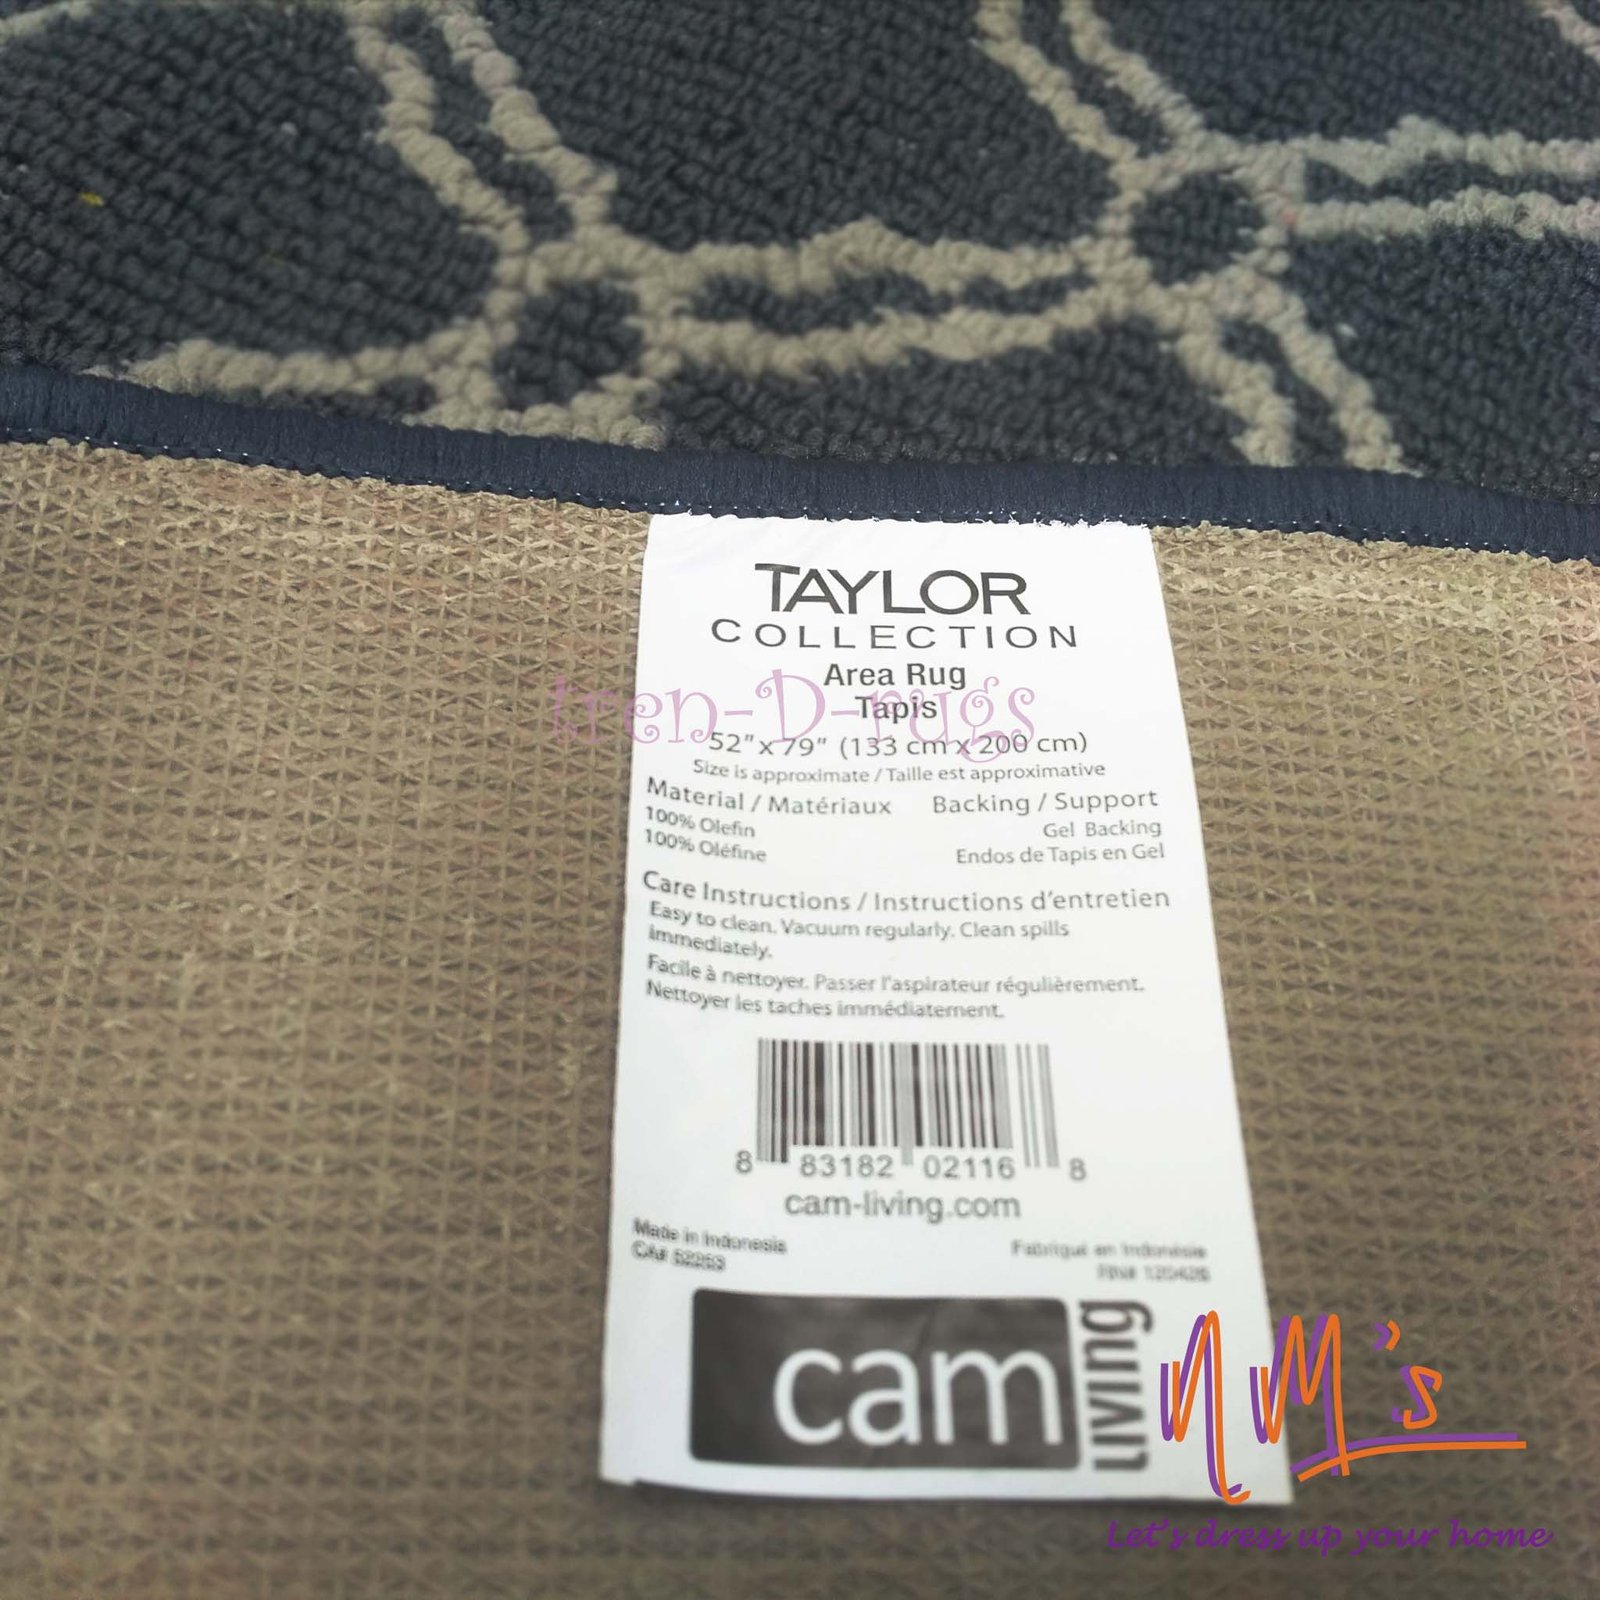 TAYLOR
COLLECTION
Area Rug
Tapis
tren-D-rugs
52" x 79" (133 cm x 200 cm)
Size is approximate / Taille est approximative
Material / Matériaux
100% Olefin
100% Oléfine
Backing / Support
Gel Backing
Endos de Tapis en Gel
Care Instructions / Instructions d'entretien
Easy to clean. Vacuum regularly. Clean spills
immediately.
Facile à nettoyer. Passer l'aspirateur régulièrement.
Nettoyer les taches immédiatement.
8 83182 02116 8
cam-living.com
Made in Indonesia
Fabriqué en Indonésie
cam
LIVING
NM's
Let's dress up your home